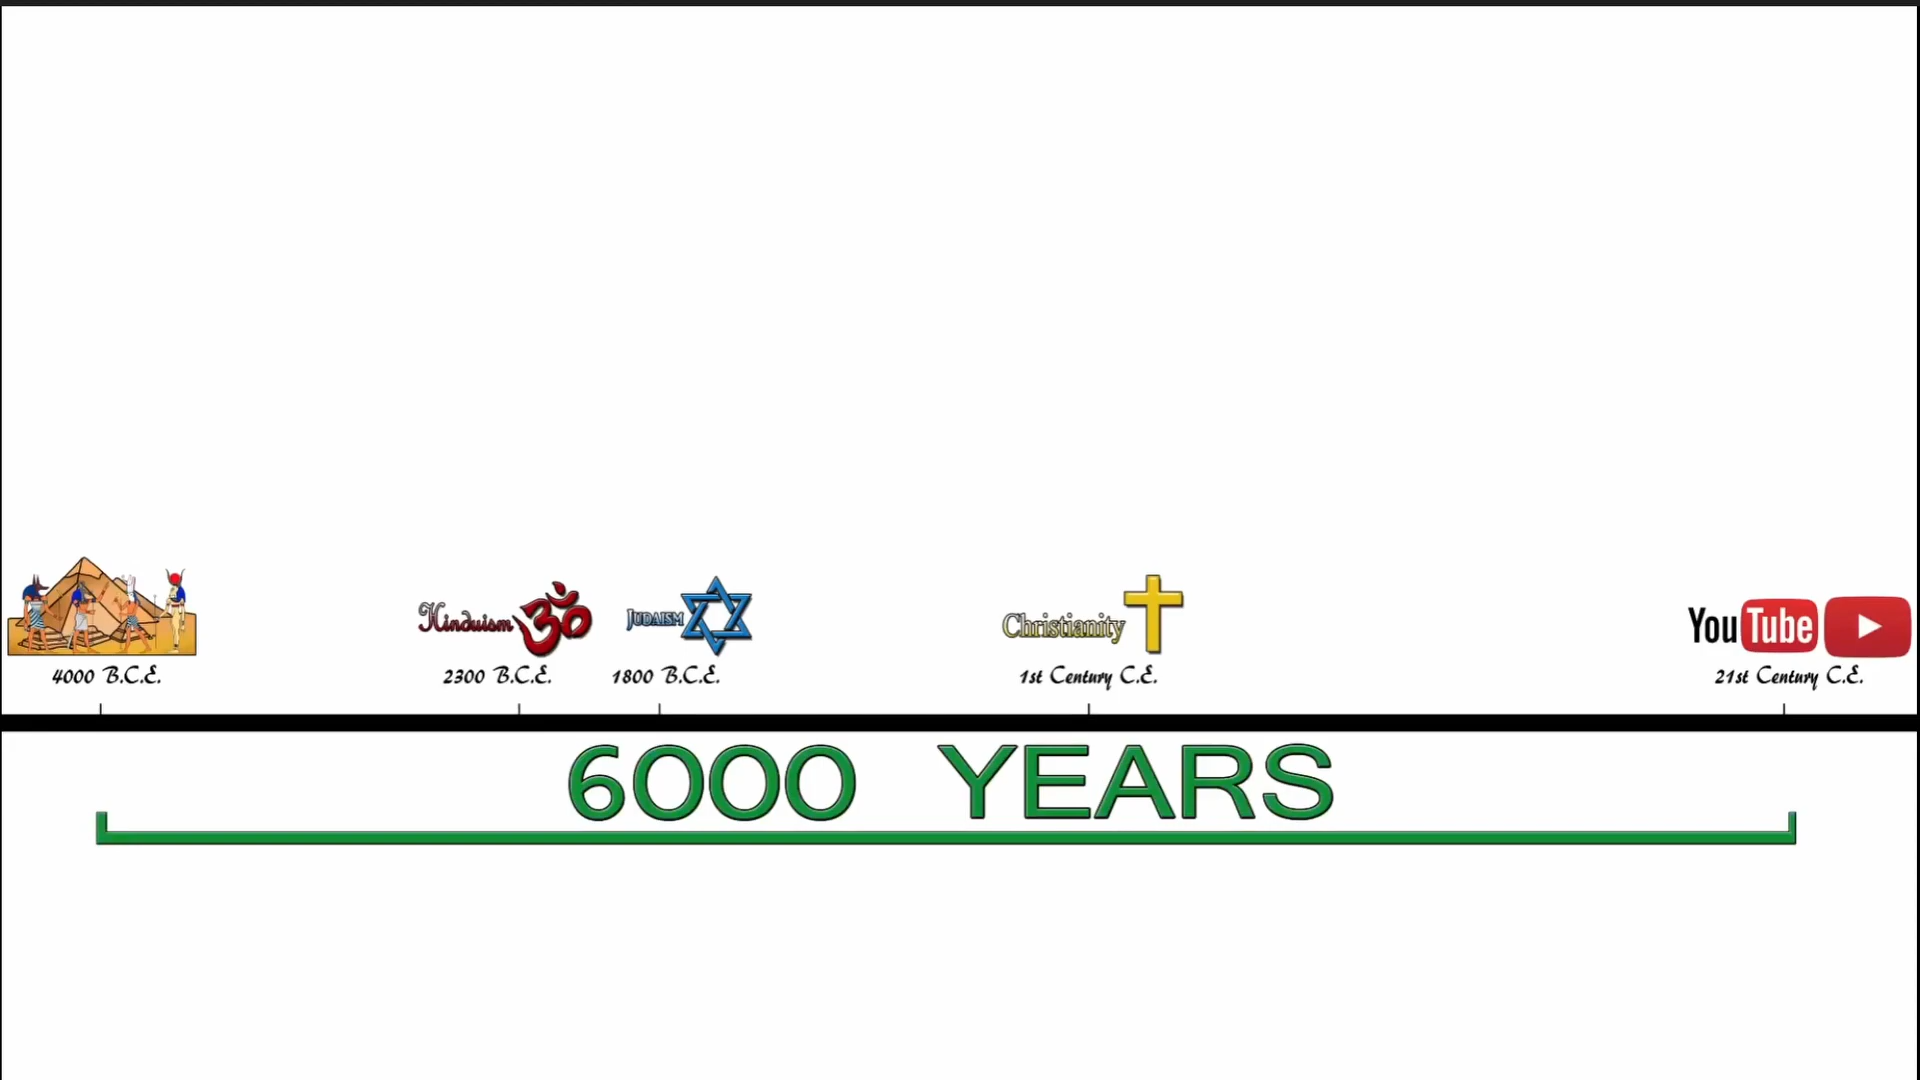 Hinduism
JUDAISM
Christianity
YouTube
4000 B.C.E.
2300 B.C.E.
1800 B.C.E.
1st Century C.E.
21st Century C.E.
6000 YEARS